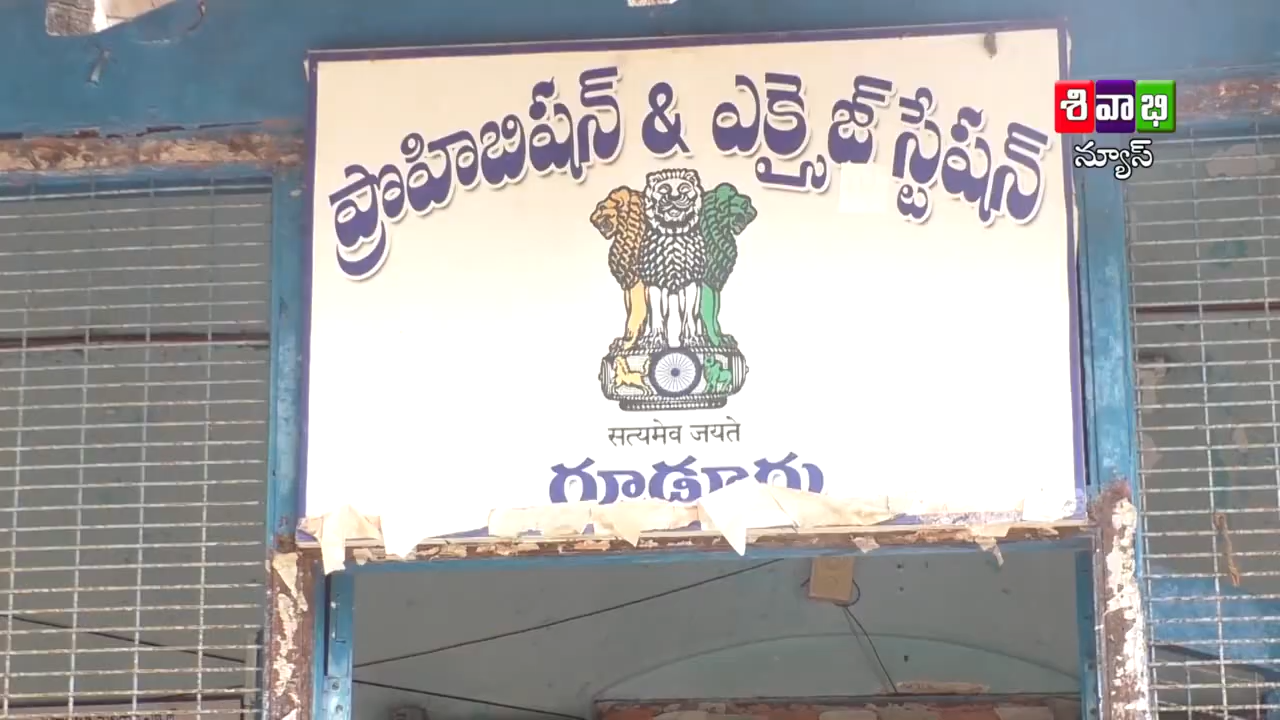 ప్రొహిబిషన్ & ఎక్సైజ్ స్టేషన్
सत्यमेव जयते
గూడూరు
శివాభి
న్యూస్